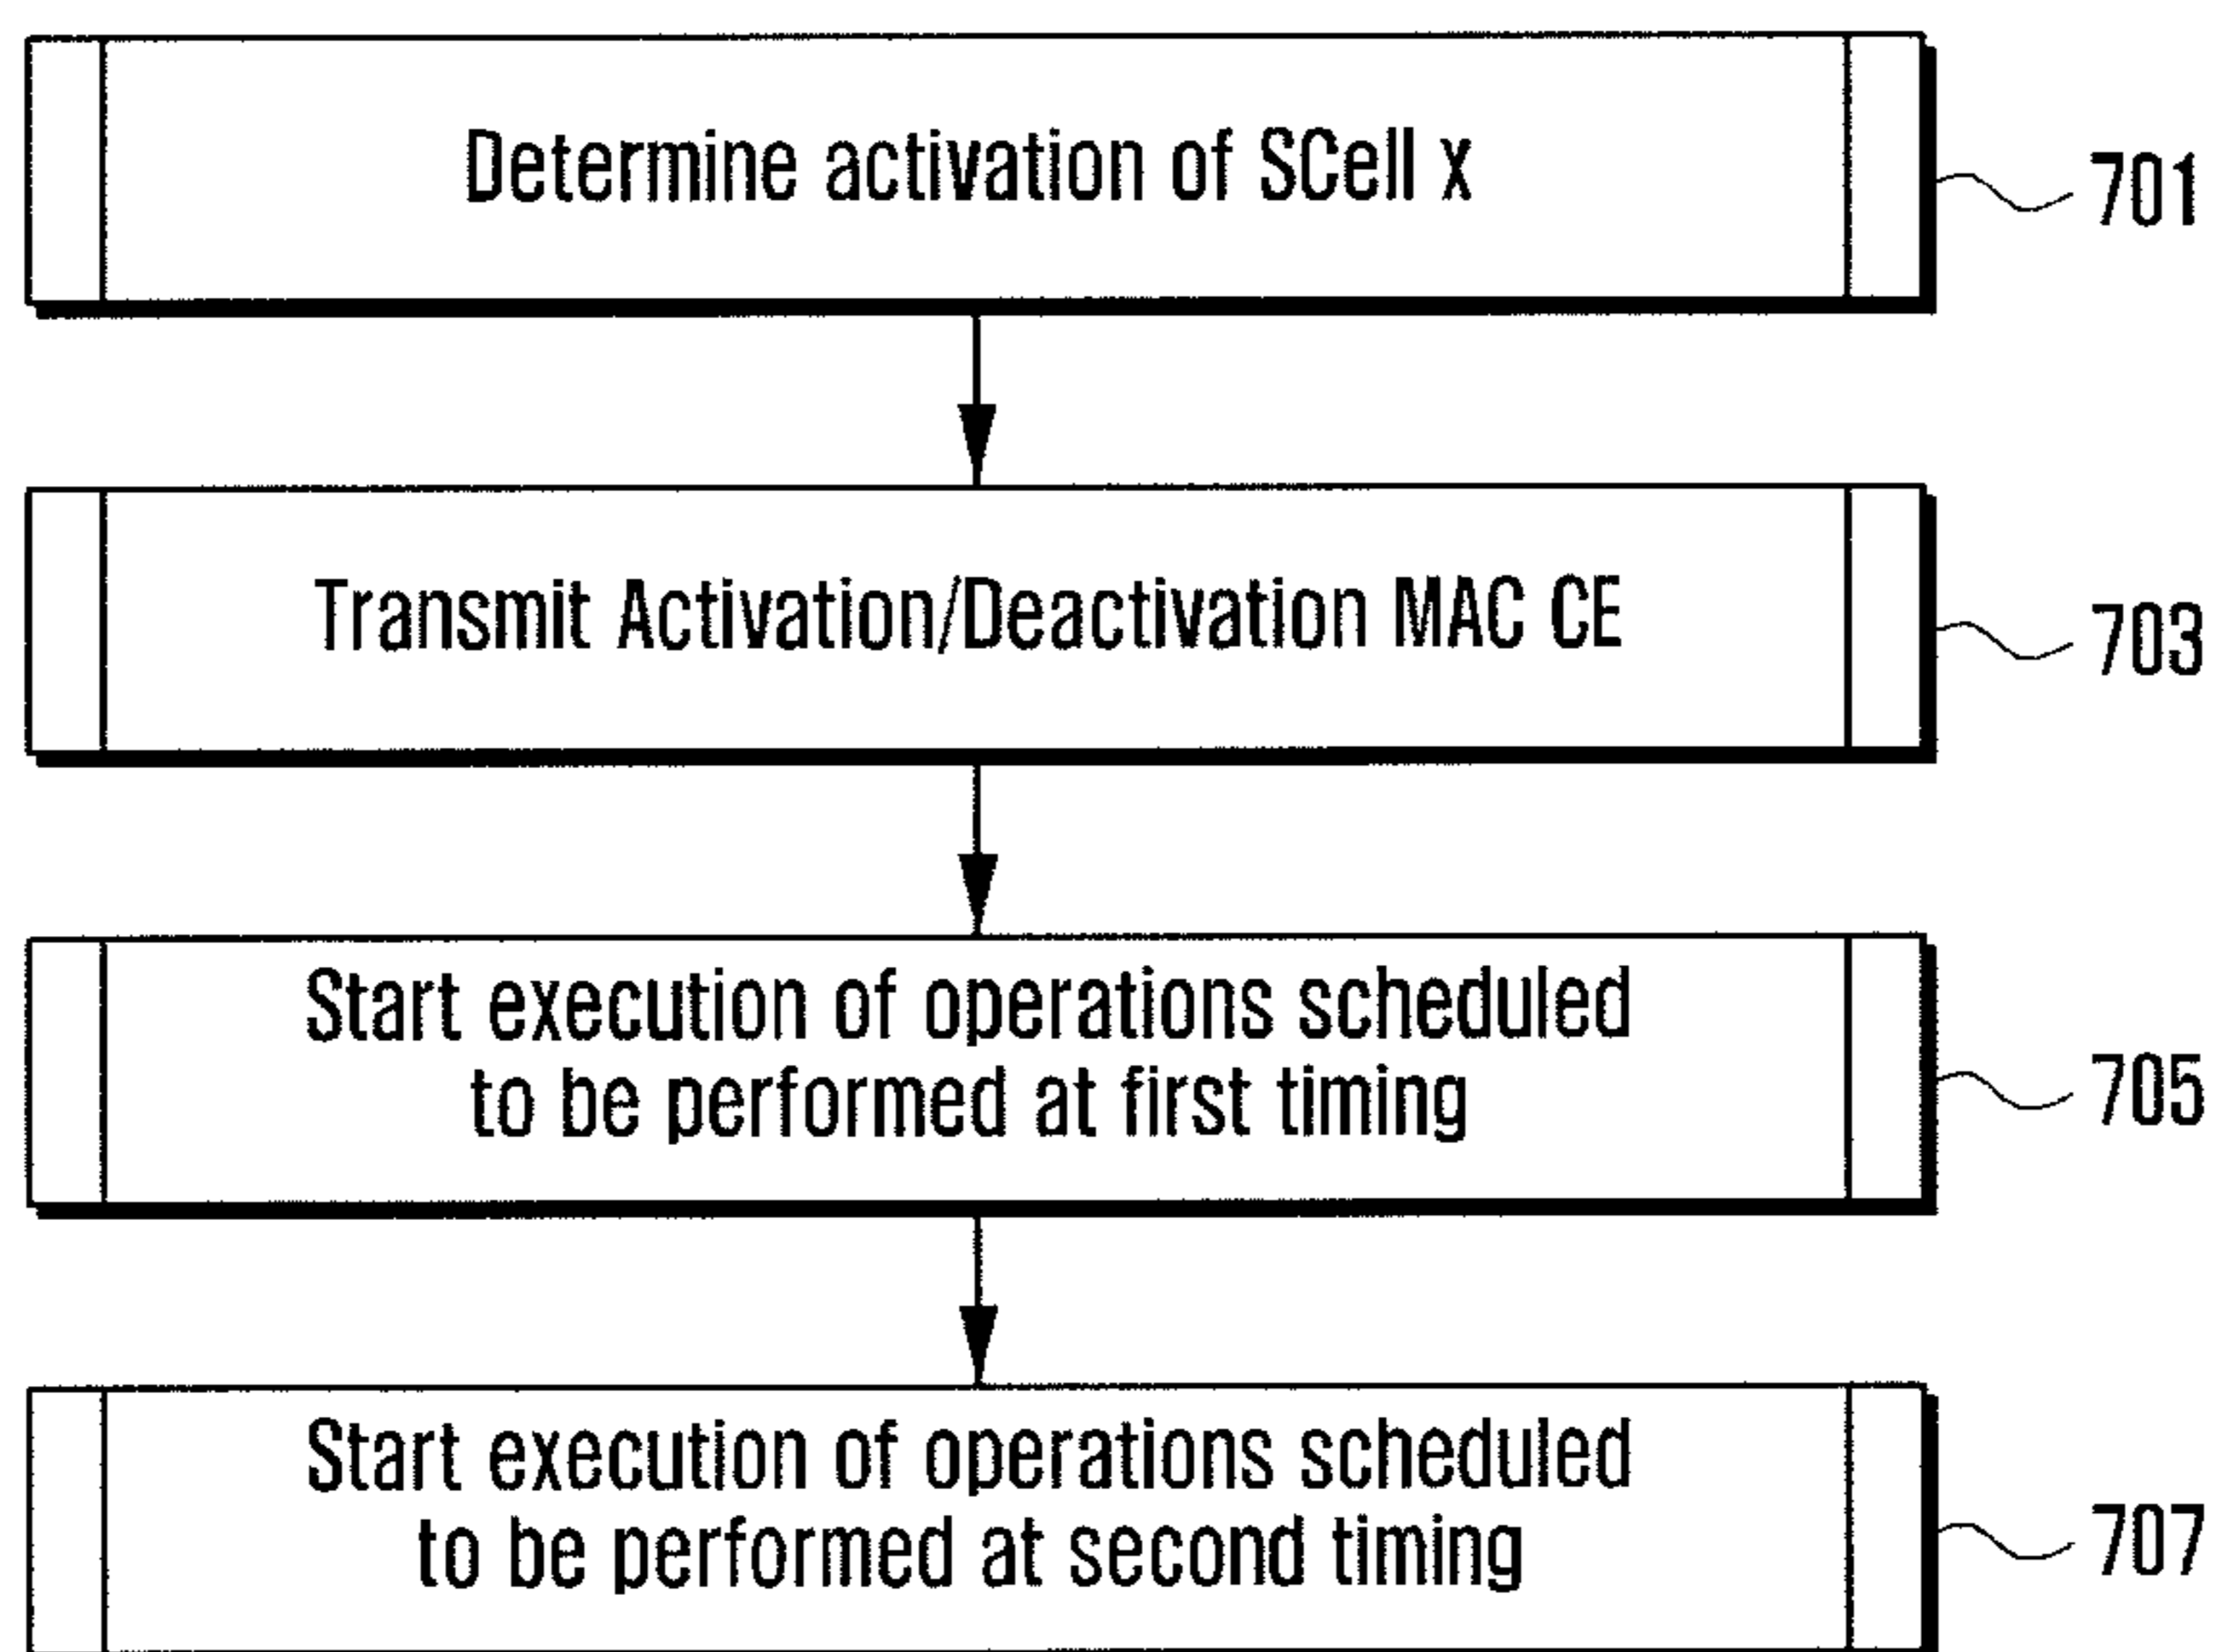 Determine activation of SCell x
701
Transmit Activation/Deactivation MAC CE
703
Start execution of operations scheduled
to be performed at first timing
705
Start execution of operations scheduled
to be performed at second timing
707